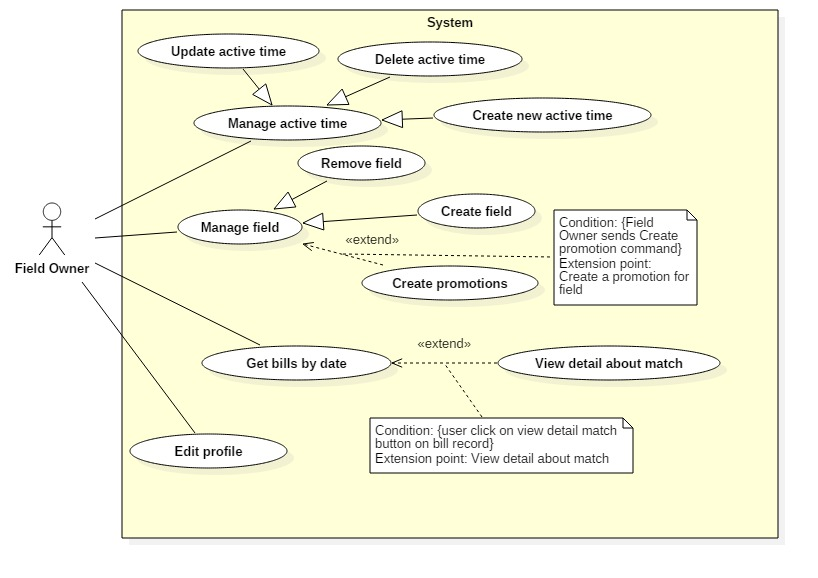 System
Update active time
Delete active time
Manage active time
Create new active time
Remove field
Manage field
Create field
«extend»
Condition: {Field
Owner sends Create
promotion command}
Extension point:
Create a promotion for
field
Field Owner
Create promotions
«extend»
Get bills by date
View detail about match
Condition: {user click on view detail match
button on bill record}
Extension point: View detail about match
Edit profile